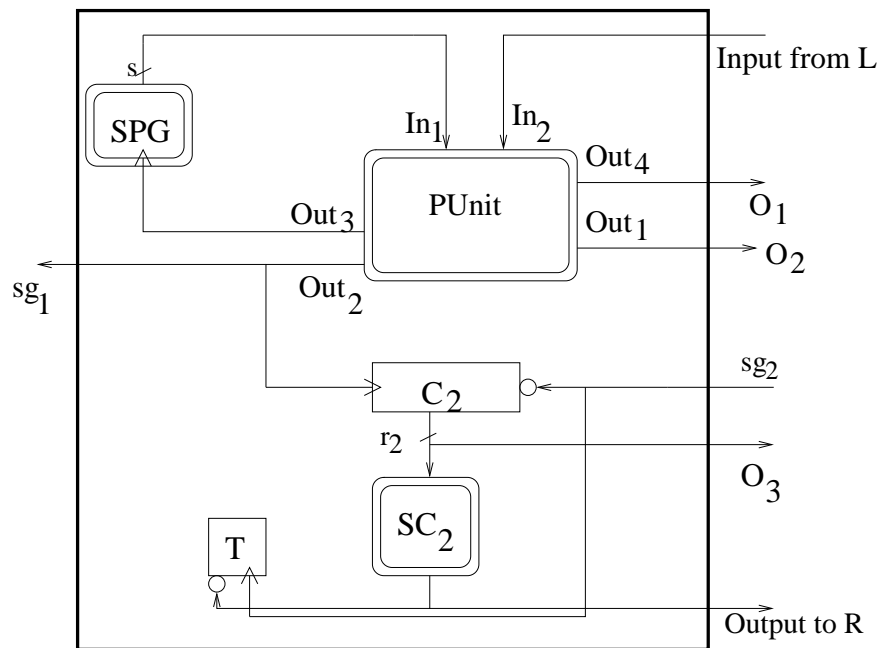 s
Input from L
SPG
In1
In2
Out4
PUnit
O1
Out3
Out1
O2
sg1
Out2
sg2
C2
r2
O3
SC2
T
Output to R